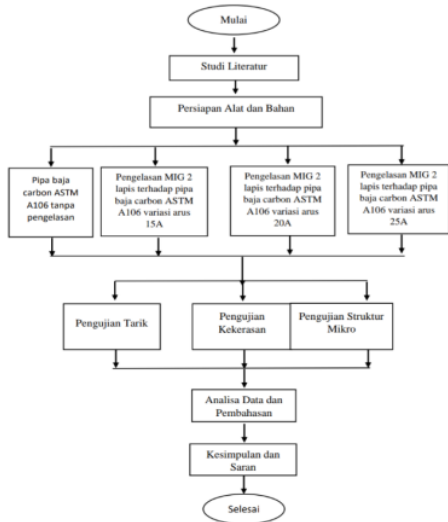 Mulai
Studi Literatur
Persiapan Alat dan Bahan
Pipa baja
carbon ASTM
A106 tanpa
pengelasan
Pengelasan MIG 2
lapis terhadap pipa
baja carbon ASTM
A106 variasi arus
15A
Pengelasan MIG 2
lapis terhadap pipa
baja carbon ASTM
A106 variasi arus
20A
Pengelasan MIG 2
lapis terhadap pipa
baja carbon ASTM
A106 variasi arus
25A
Pengujian Tarik
Pengujian
Kekerasan
Pengujian Struktur
Mikro
Analisa Data dan
Pembahasan
Kesimpulan dan
Saran
Selesai